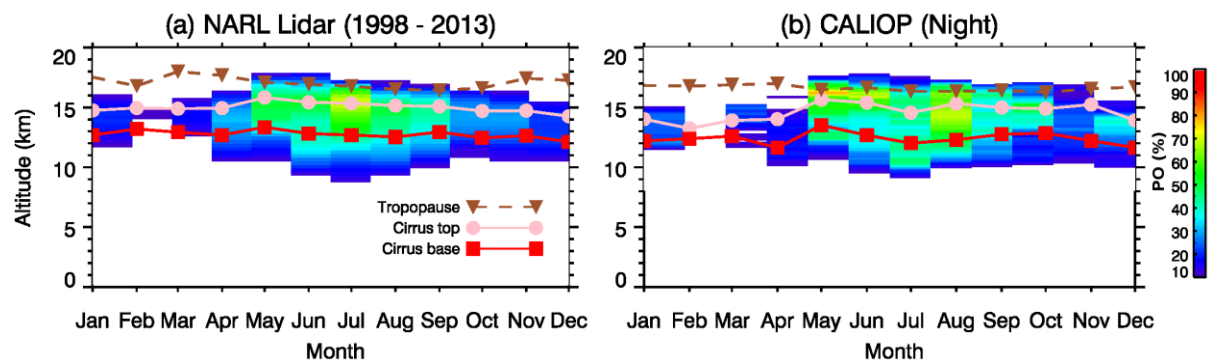 (a) NARL Lidar (1998 - 2013)
(b) CALIOP (Night)
Altitude (km)
20
15
10
5
0
Tropopause
Cirrus top
Cirrus base
Jan Feb Mar Apr May Jun Jul Aug Sep Oct Nov Dec
Month
20
15
10
5
0
Jan Feb Mar Apr May Jun Jul Aug Sep Oct Nov Dec
Month
PO (%)
100
90
80
70
60
50
40
30
20
10